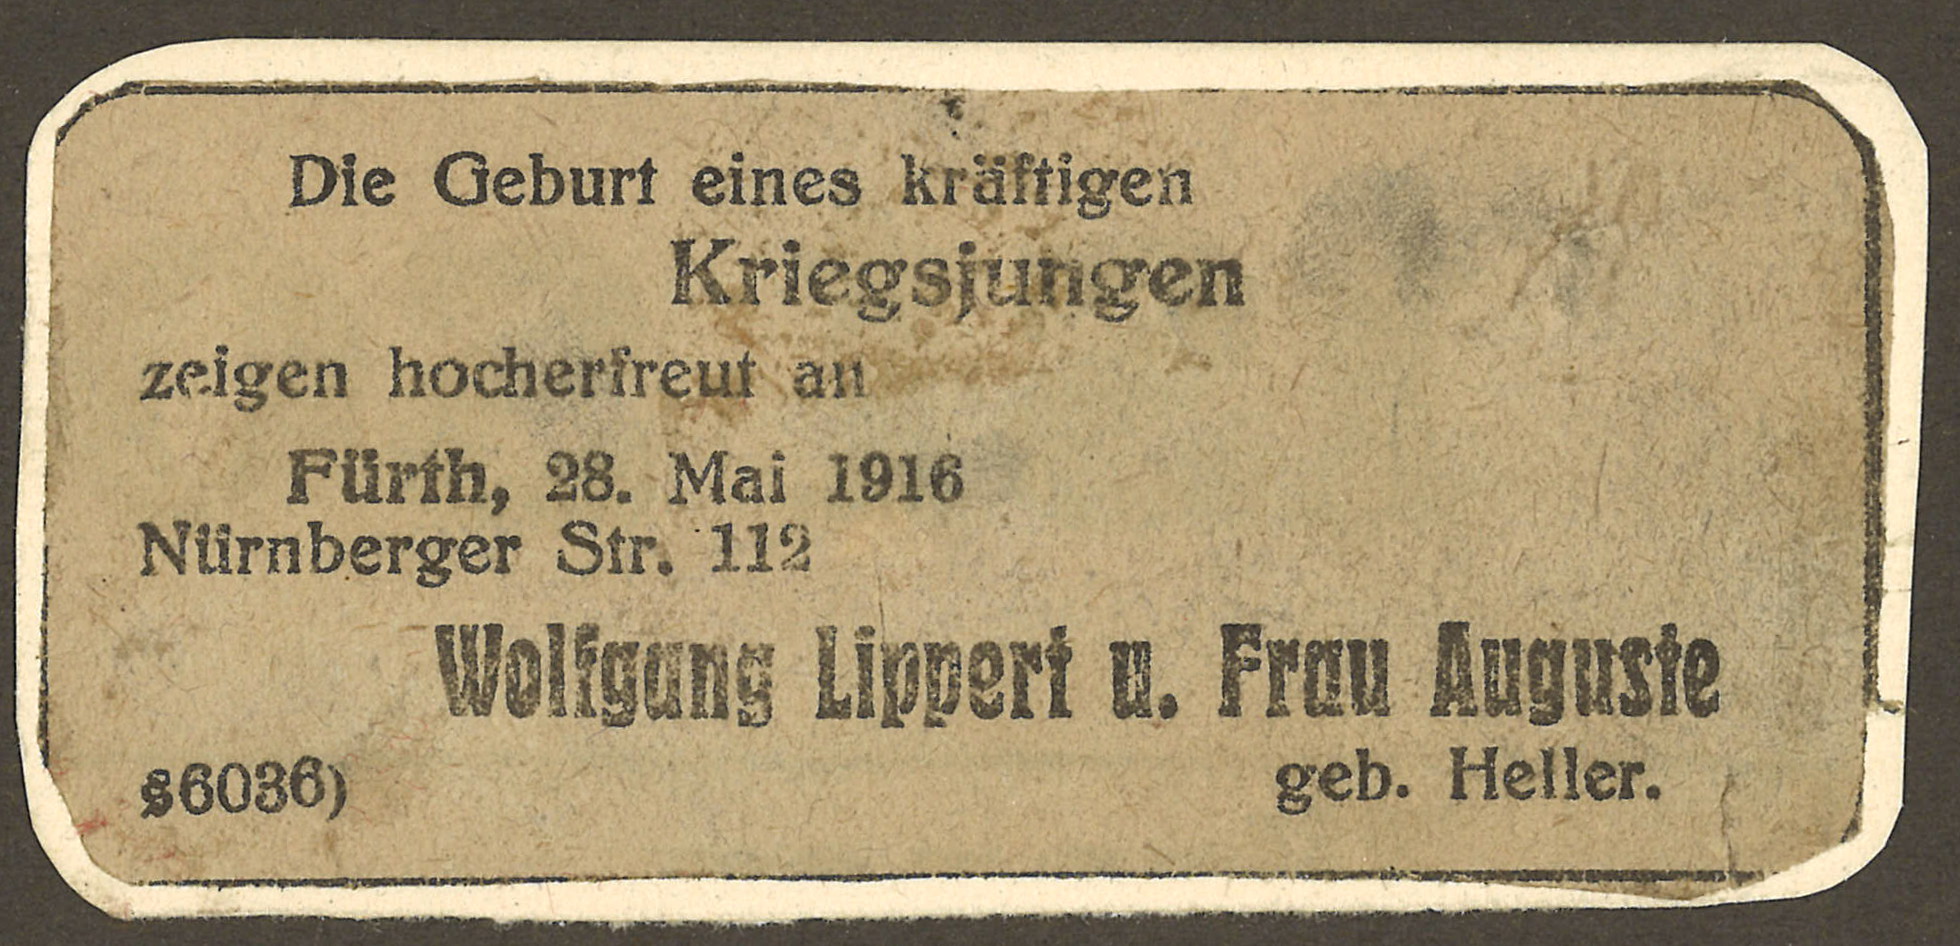 Die Geburt eines kräftigen
Kriegsjungen
zeigen hocherfreut an
Fürth, 28. Mai 1916
Nürnberger Str. 112
Wolfgang Lippert u. Frau Auguste
geb. Heller.
§6036)